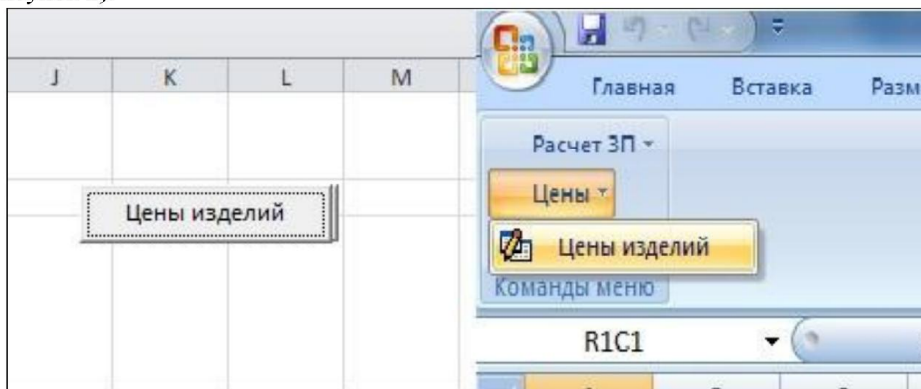 J K L M
Цены изделий
Главная Вставка Разм
Расчет ЗП
Цены
Цены изделий
Команды меню
R1C1